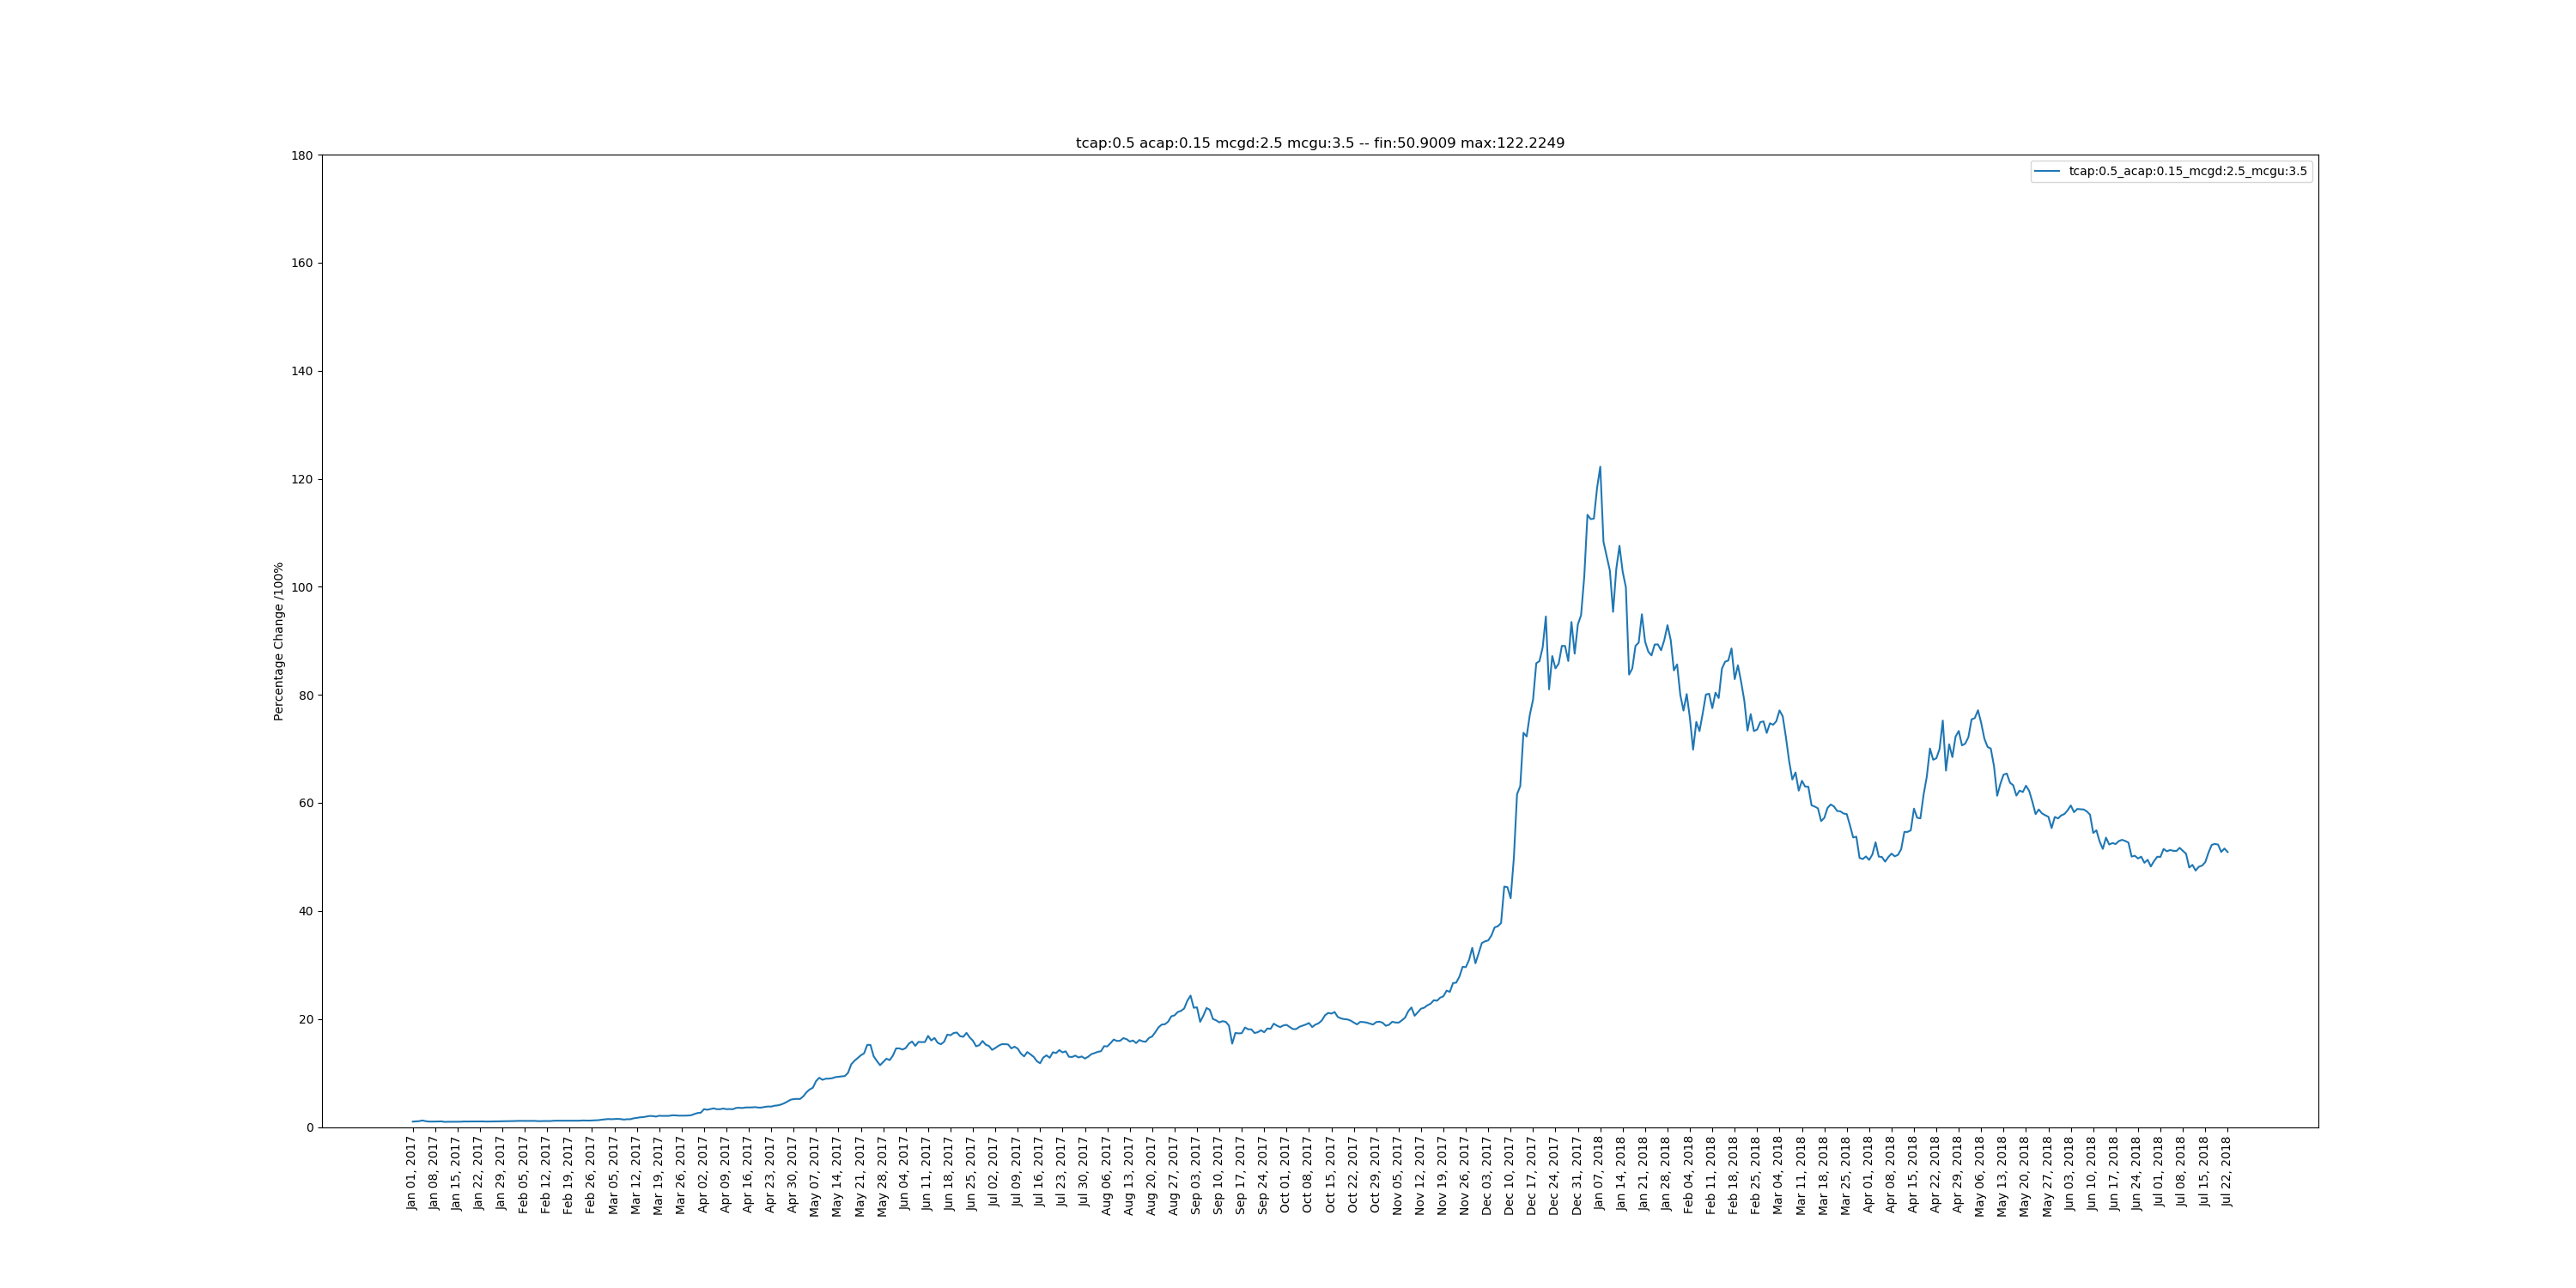 tcap:0.5 acap:0.15 mcgd:2.5 mcgu:3.5 -- fin:50.9009 max:122.2249
tcap:0.5_acap:0.15_mcgd:2.5_mcgu:3.5
Percentage Change /100%
180
160
140
120
100
80
60
40
20
0
Jan 01, 2017
Jan 08, 2017
Jan 15, 2017
Jan 22, 2017
Jan 29, 2017
Feb 05, 2017
Feb 12, 2017
Feb 19, 2017
Feb 26, 2017
Mar 05, 2017
Mar 12, 2017
Mar 19, 2017
Mar 26, 2017
Apr 02, 2017
Apr 09, 2017
Apr 16, 2017
Apr 23, 2017
Apr 30, 2017
May 07, 2017
May 14, 2017
May 21, 2017
May 28, 2017
Jun 04, 2017
Jun 11, 2017
Jun 18, 2017
Jun 25, 2017
Jul 02, 2017
Jul 09, 2017
Jul 16, 2017
Jul 23, 2017
Jul 30, 2017
Aug 06, 2017
Aug 13, 2017
Aug 20, 2017
Aug 27, 2017
Sep 03, 2017
Sep 10, 2017
Sep 17, 2017
Sep 24, 2017
Oct 01, 2017
Oct 08, 2017
Oct 15, 2017
Oct 22, 2017
Oct 29, 2017
Nov 05, 2017
Nov 12, 2017
Nov 19, 2017
Nov 26, 2017
Dec 03, 2017
Dec 10, 2017
Dec 17, 2017
Dec 24, 2017
Dec 31, 2017
Jan 07, 2018
Jan 14, 2018
Jan 21, 2018
Jan 28, 2018
Feb 04, 2018
Feb 11, 2018
Feb 18, 2018
Feb 25, 2018
Mar 04, 2018
Mar 11, 2018
Mar 18, 2018
Mar 25, 2018
Apr 01, 2018
Apr 08, 2018
Apr 15, 2018
Apr 22, 2018
Apr 29, 2018
May 06, 2018
May 13, 2018
May 20, 2018
May 27, 2018
Jun 03, 2018
Jun 10, 2018
Jun 17, 2018
Jun 24, 2018
Jul 01, 2018
Jul 08, 2018
Jul 15, 2018
Jul 22, 2018